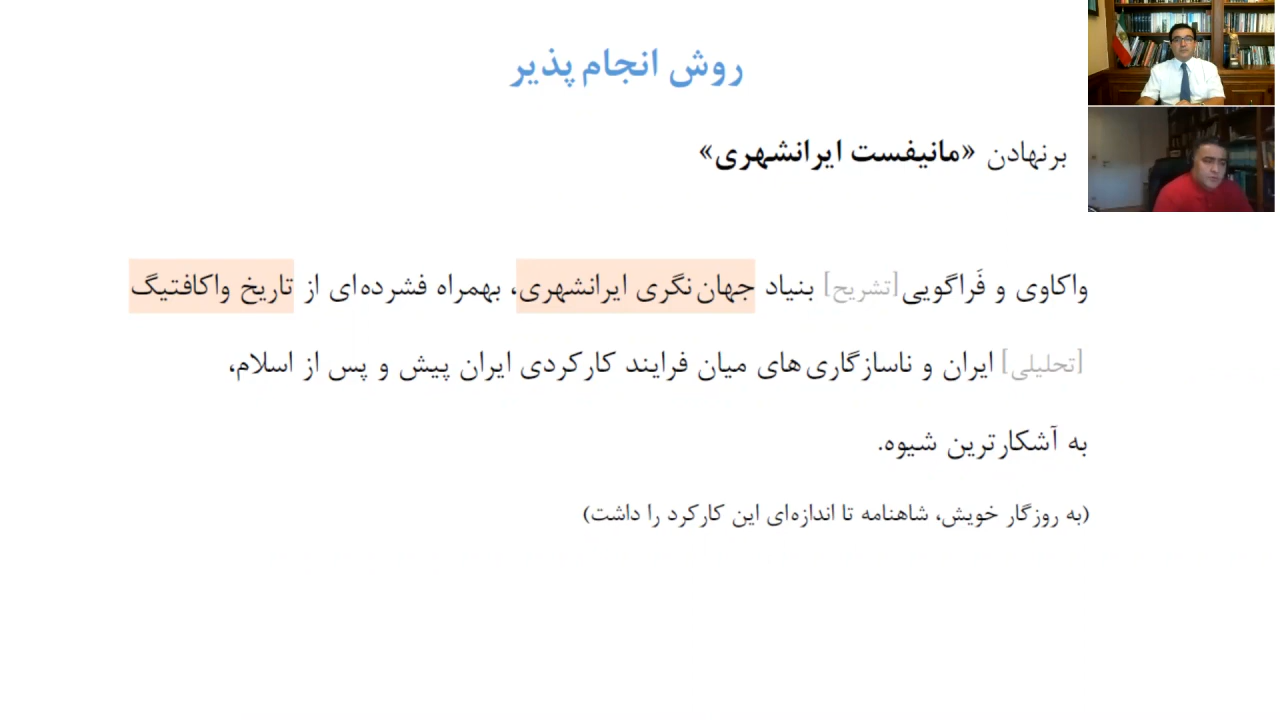 روش انجام پذیر
برنهادن «مانیفست ایرانشهری»
واکاوی و فَراگویی[تشریح] بنیاد جهان‌نگری ایرانشهری، بهمراه فشرده‌ای از تاریخ واکافتیگ
[تحلیلی] ایران و ناسازگاری‌های میان فرایند کارکردی ایران پیش و پس از اسلام،
به آشکارترین شیوه.
(به روزگار خویش، شاهنامه تا اندازه‌ای این کارکرد را داشت)